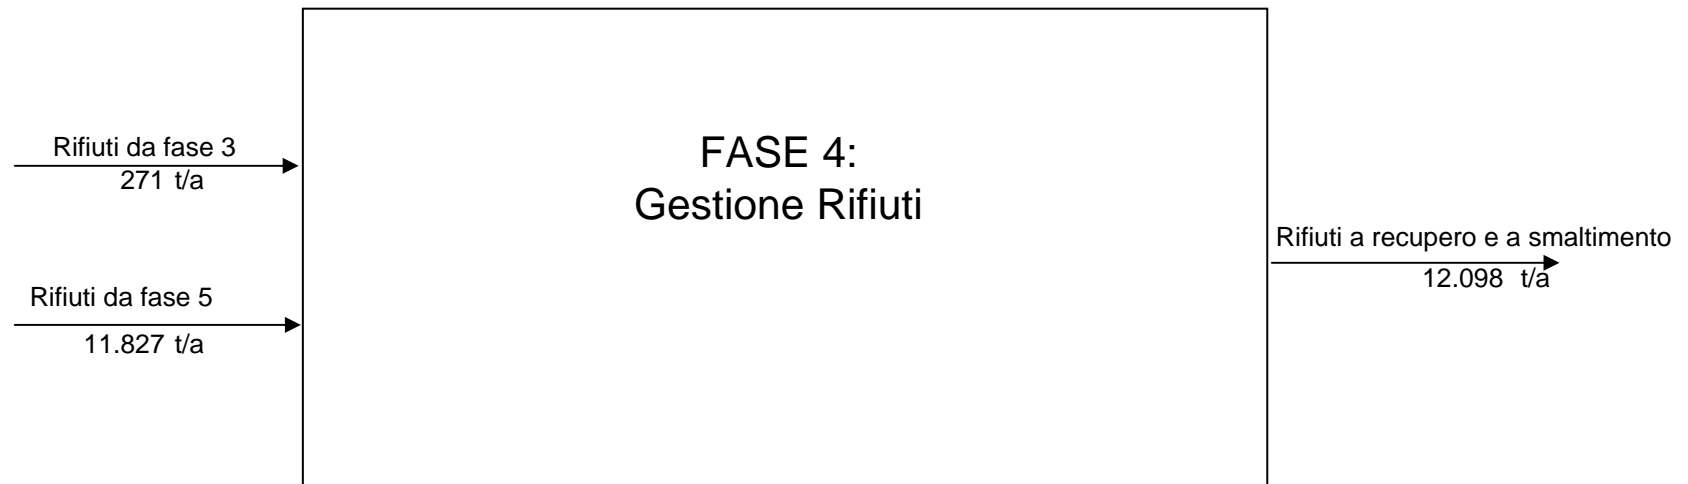 Rifiuti da fase 3
271 t/a
Rifiuti da fase 5
11.827 t/a
FASE 4:
Gestione Rifiuti
Rifiuti a recupero e a smaltimento
12.098 t/a